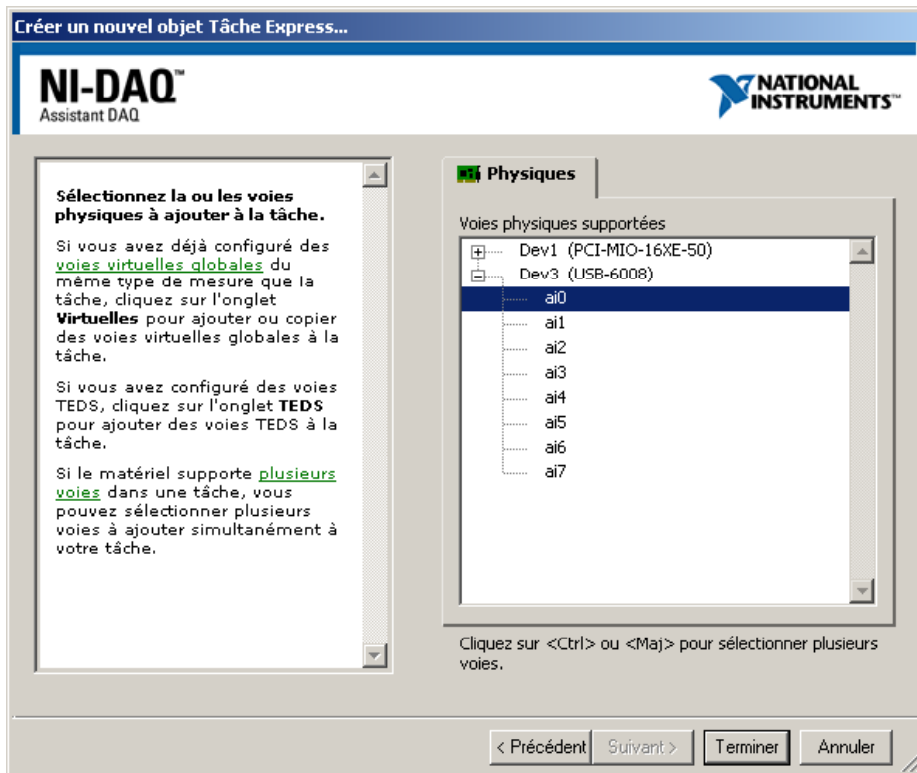 Créer un nouvel objet Tâche Express...
NI-DAQ™
Assistant DAQ
NATIONAL
INSTRUMENTS™
Sélectionnez la ou les voies
physiques à ajouter à la tâche.
Si vous avez déjà configuré des
voies virtuelles globales du
même type de mesure que la
tâche, cliquez sur l'onglet
Virtuelles pour ajouter ou copier
des voies virtuelles globales à la
tâche.
Si vous avez configuré des voies
TEDS, cliquez sur l'onglet TEDS
pour ajouter des voies TEDS à la
tâche.
Si le matériel supporte plusieurs
voies dans une tâche, vous
pouvez sélectionner plusieurs
voies à ajouter simultanément à
votre tâche.
Physiques
Voies physiques supportées
Dev1 (PCI-MIO-16XE-50)
Dev3 (USB-6008)
ai0
ai1
ai2
ai3
ai4
ai5
ai6
ai7
Cliquez sur <Ctrl> ou <Maj> pour sélectionner plusieurs
voies.
< Précédent Suivant > Terminer Annuler